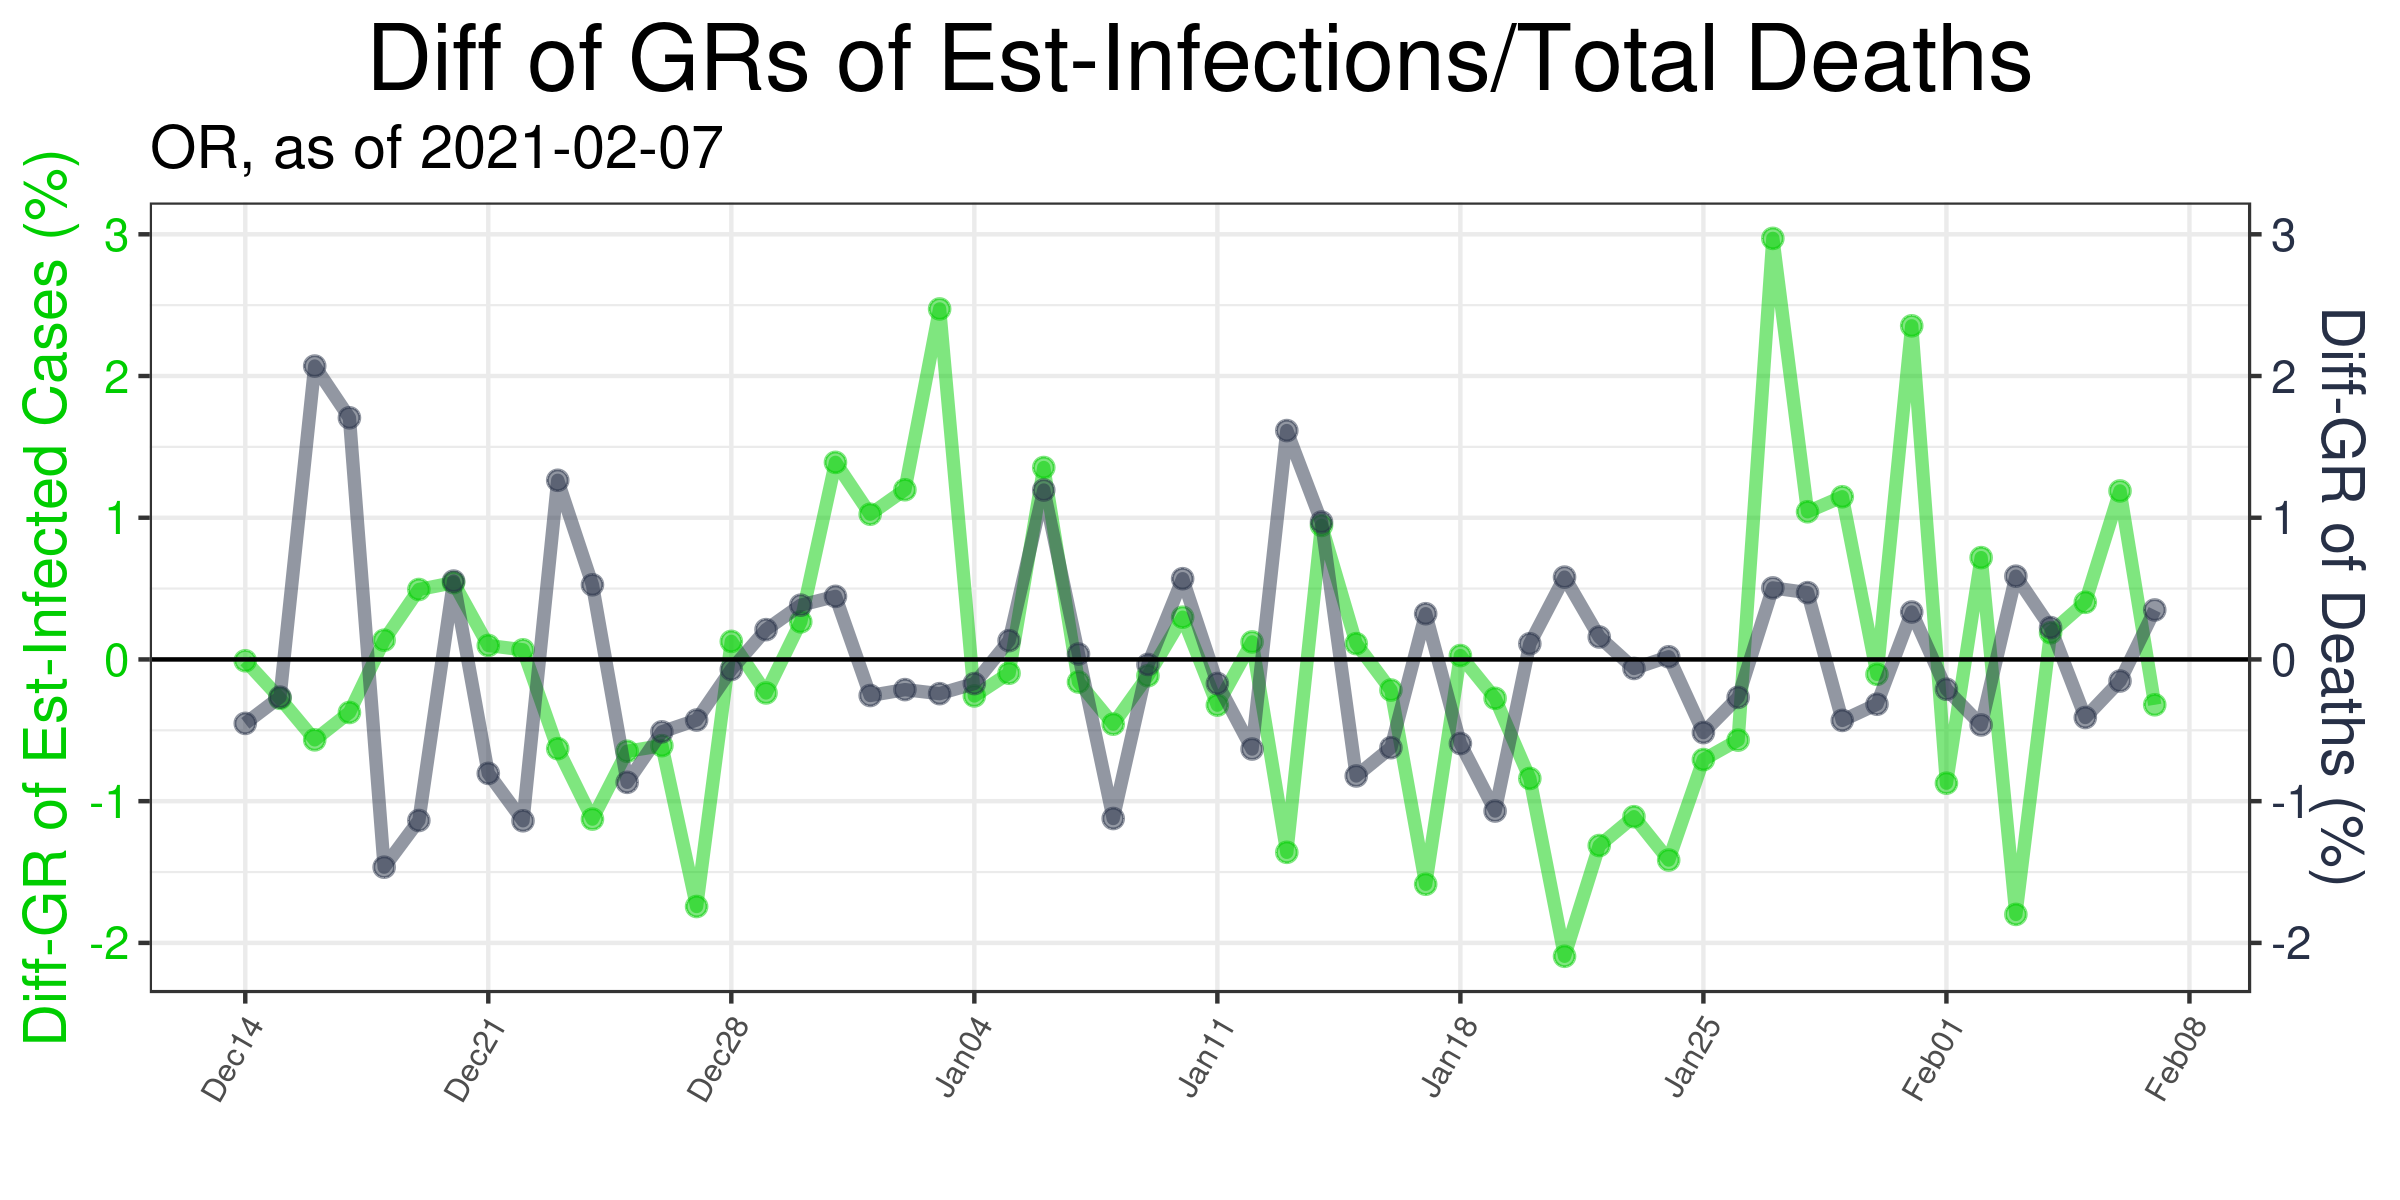 Diff of GRs of Est-Infections/Total Deaths
OR, as of 2021-02-07
Diff-GR of Est-Infected Cases (%)
3
2
1
0
-1
-2
3
2
1
0
-1
-2
Diff-GR of Deaths (%)
Dec14
Dec21
Dec28
Jan04
Jan11
Jan18
Jan25
Feb01
Feb08